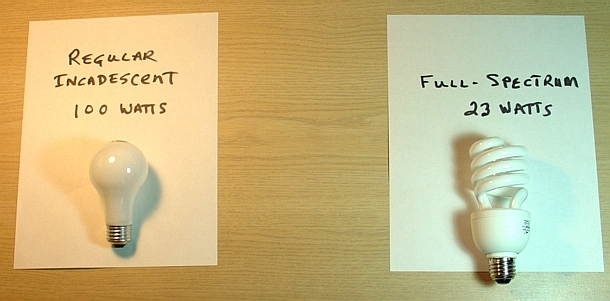 REGULAR
INCADESCENT
100 WATTS
FULL-SPECTRUM
23 WATTS